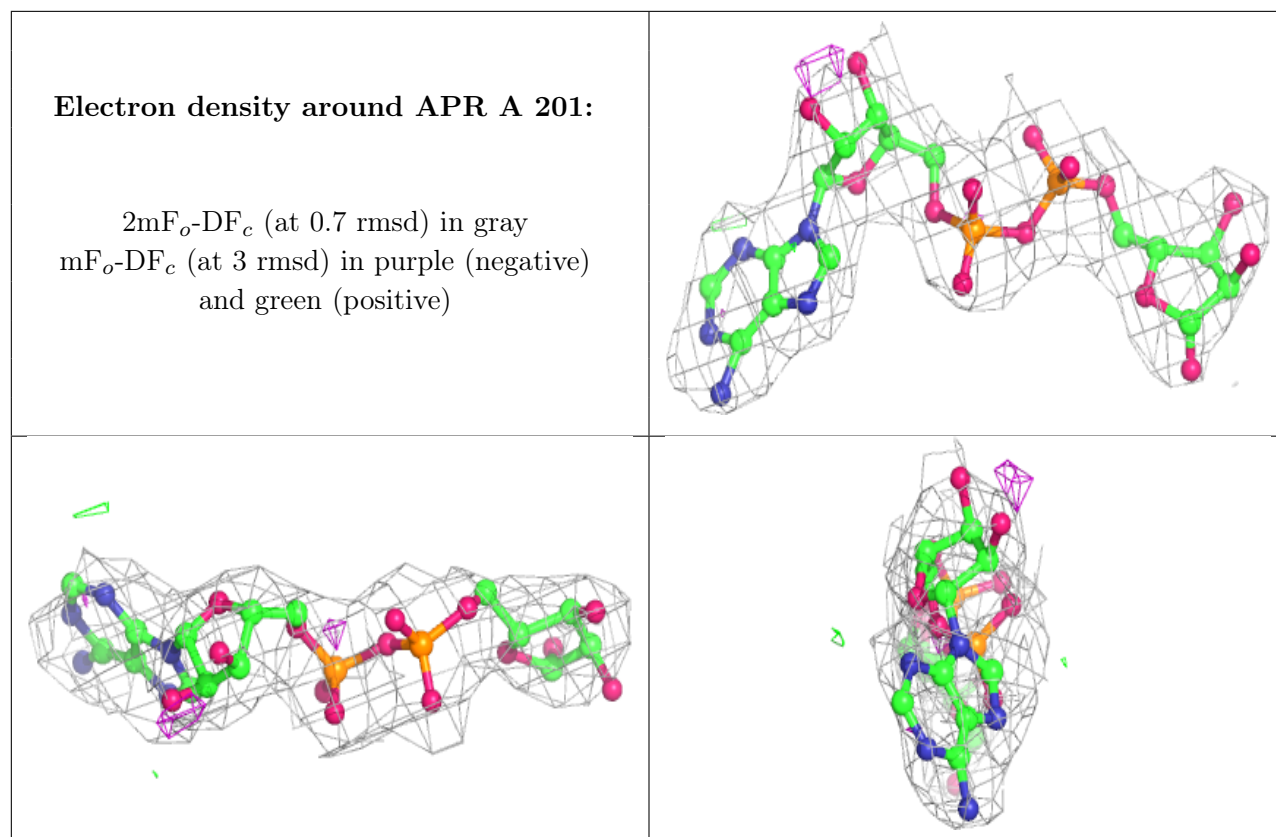 Electron density around APR A 201:
2mFo-DFc (at 0.7 rmsd) in gray
mFo-DFc (at 3 rmsd) in purple (negative)
and green (positive)